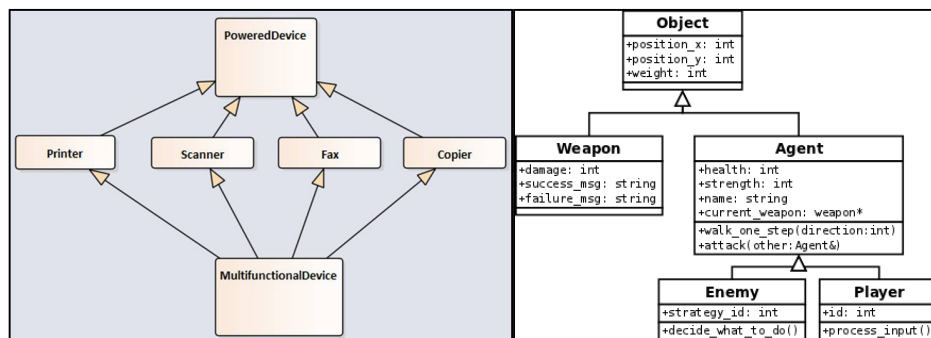 PoweredDevice
Printer
Scanner
Fax
Copier
MultifunctionalDevice
Object
+position_x: int
+position_y: int
+weight: int
Weapon
+damage: int
+success_msg: string
+failure_msg: string
Agent
+health: int
+strength: int
+name: string
+current_weapon: weapon*
+walk_one_step(direction:int)
+attack(other:Agent&)
Enemy
+strategy_id: int
+decide_what_to_do()
Player
+id: int
+process_input()